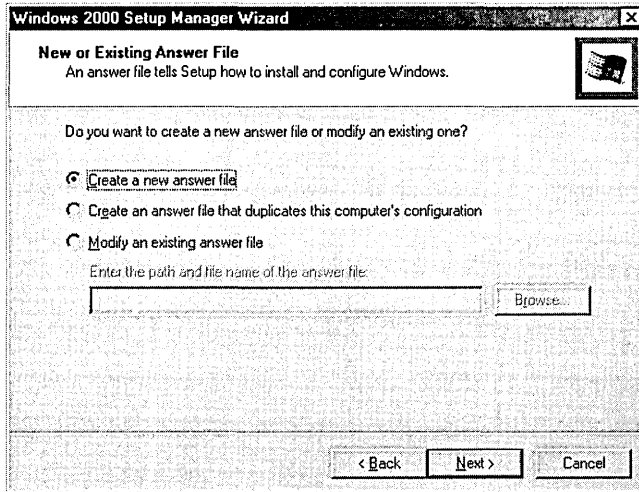 Windows 2000 Setup Manager Wizard
New or Existing Answer File
An answer file tells Setup how to install and configure Windows.
Do you want to create a new answer file or modify an existing one?
Create a new answer file
Create an answer file that duplicates this computer's configuration
Modify an existing answer file
Enter the path and file name of the answer file:
Browse...
< Back
Next >
Cancel